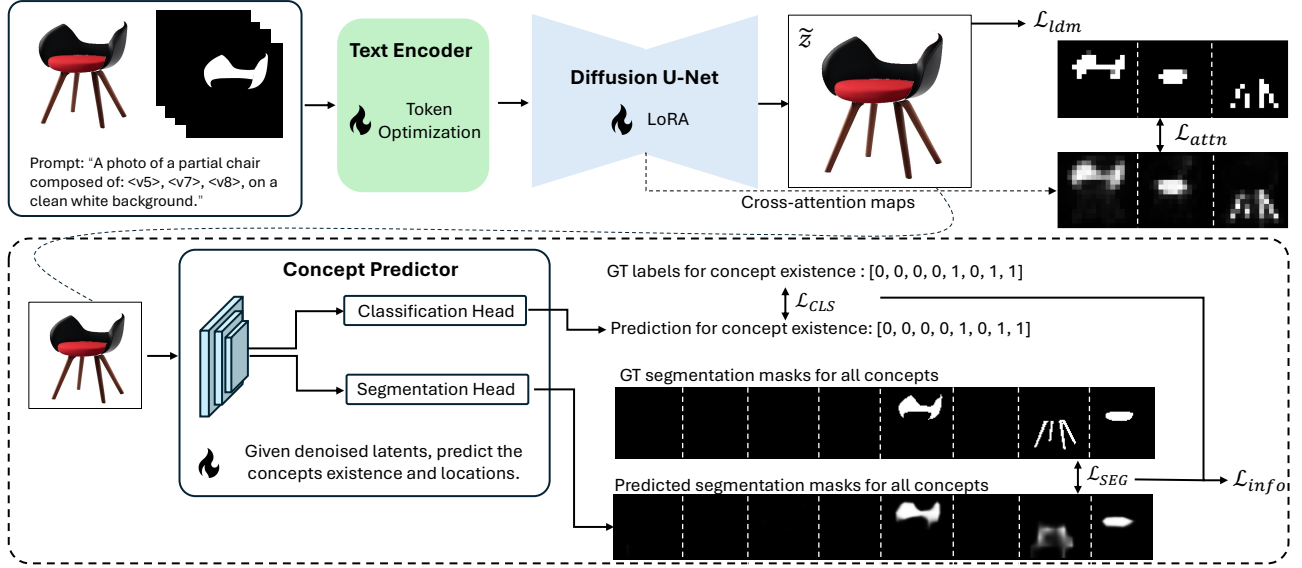 Prompt: "A photo of a partial chair
composed of: <v5>, <v7>, <v8>, on a
clean white background."
Text Encoder
Token
Optimization
Diffusion U-Net
LoRA
z̃
ℒ_ldm
ℒ_attn
Cross-attention maps
Concept Predictor
Classification Head
Segmentation Head
Given denoised latents, predict the
concepts existence and locations.
GT labels for concept existence : [0, 0, 0, 0, 1, 0, 1, 1]
ℒ_CLS
Prediction for concept existence: [0, 0, 0, 0, 1, 0, 1, 1]
GT segmentation masks for all concepts
ℒ_SEG
ℒ_info
Predicted segmentation masks for all concepts